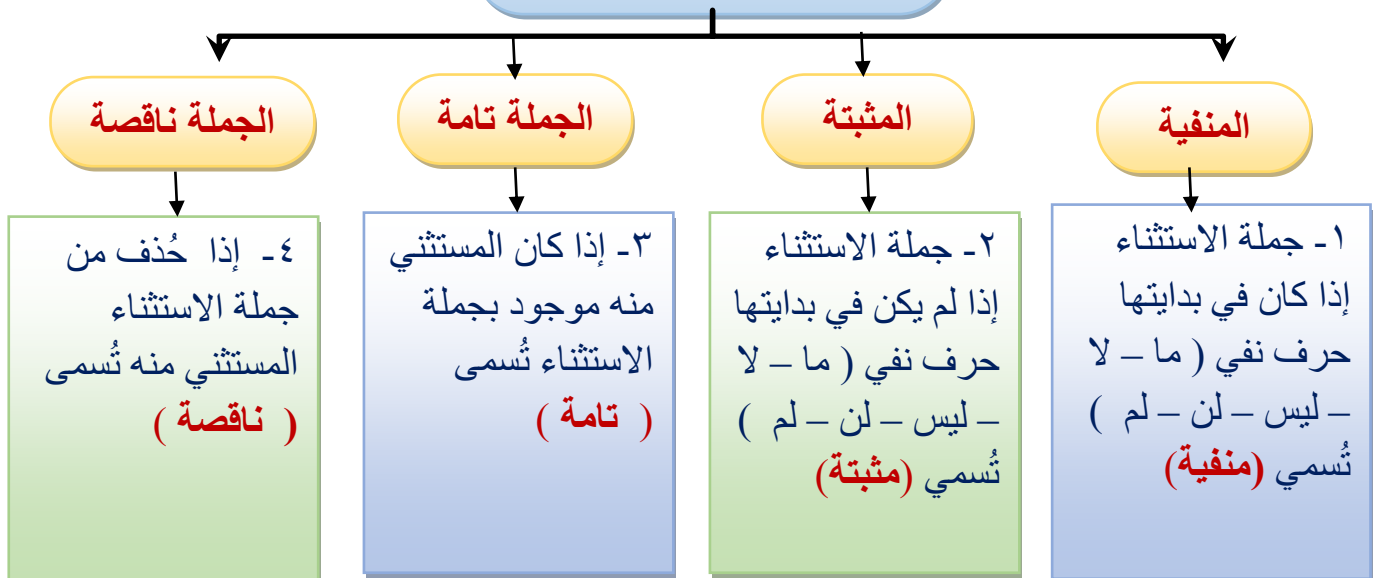 المنفية
المثبتة
الجملة تامة
الجملة ناقصة
١- جملة الاستثناء
إذا كان في بدايتها
حرف نفي ( ما – لا
– ليس – لن – لم )
تُسمي (منفية)
٢- جملة الاستثناء
إذا لم يكن في بدايتها
حرف نفي ( ما – لا
– ليس – لن – لم )
تُسمي (مثبتة)
٣- إذا كان المستثني
منه موجود بجملة
الاستثناء تُسمى
( تامة )
٤- إذا حُذف من
جملة الاستثناء
المستثني منه تُسمى
( ناقصة )